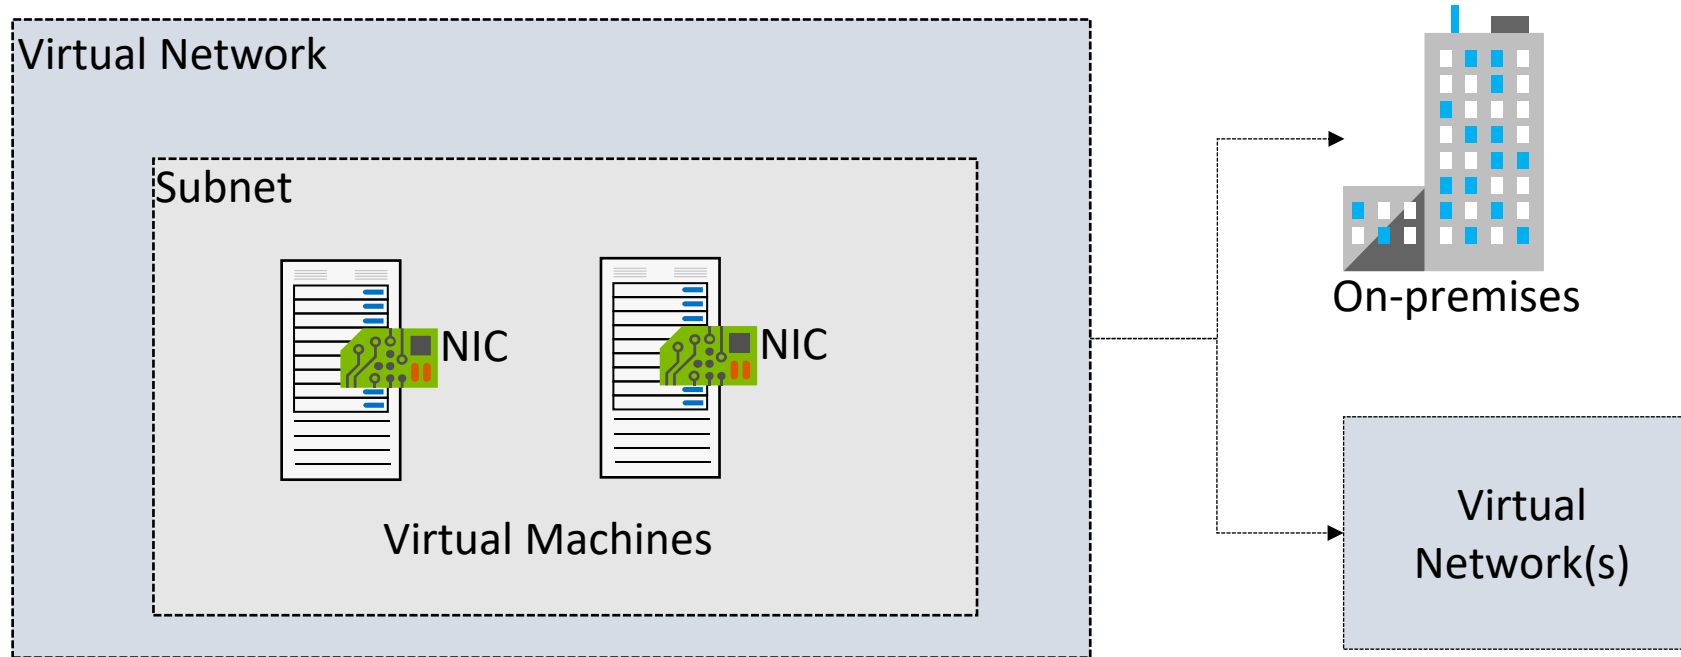 Virtual Network
Subnet
NIC
NIC
Virtual Machines
On-premises
Virtual
Network(s)